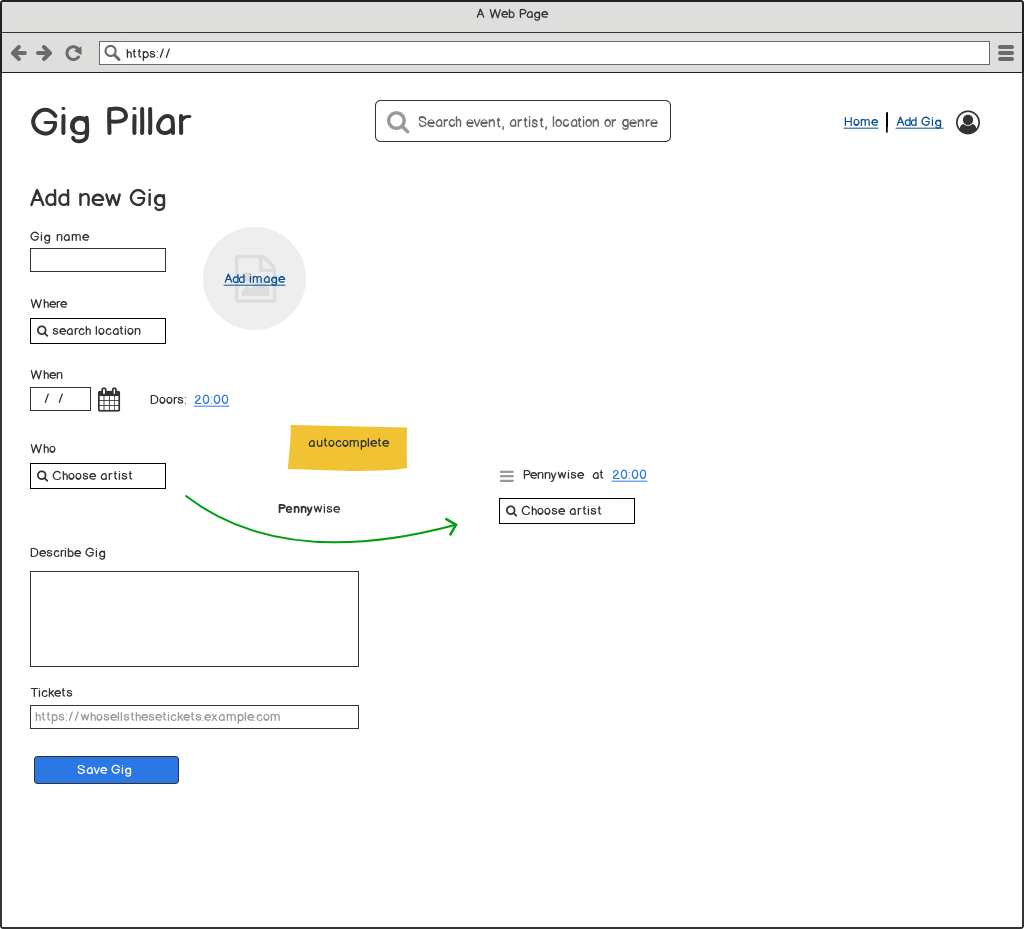 A Web Page
https://
Gig Pillar
Search event, artist, location or genre
Home
Add Gig
Add new Gig
Gig name
Add image
Where
search location
When
/ /
Doors: 20:00
autocomplete
Who
Choose artist
Pennywise at 20:00
Pennywise
Choose artist
Describe Gig
Tickets
https://whosellsthesetickets.example.com
Save Gig